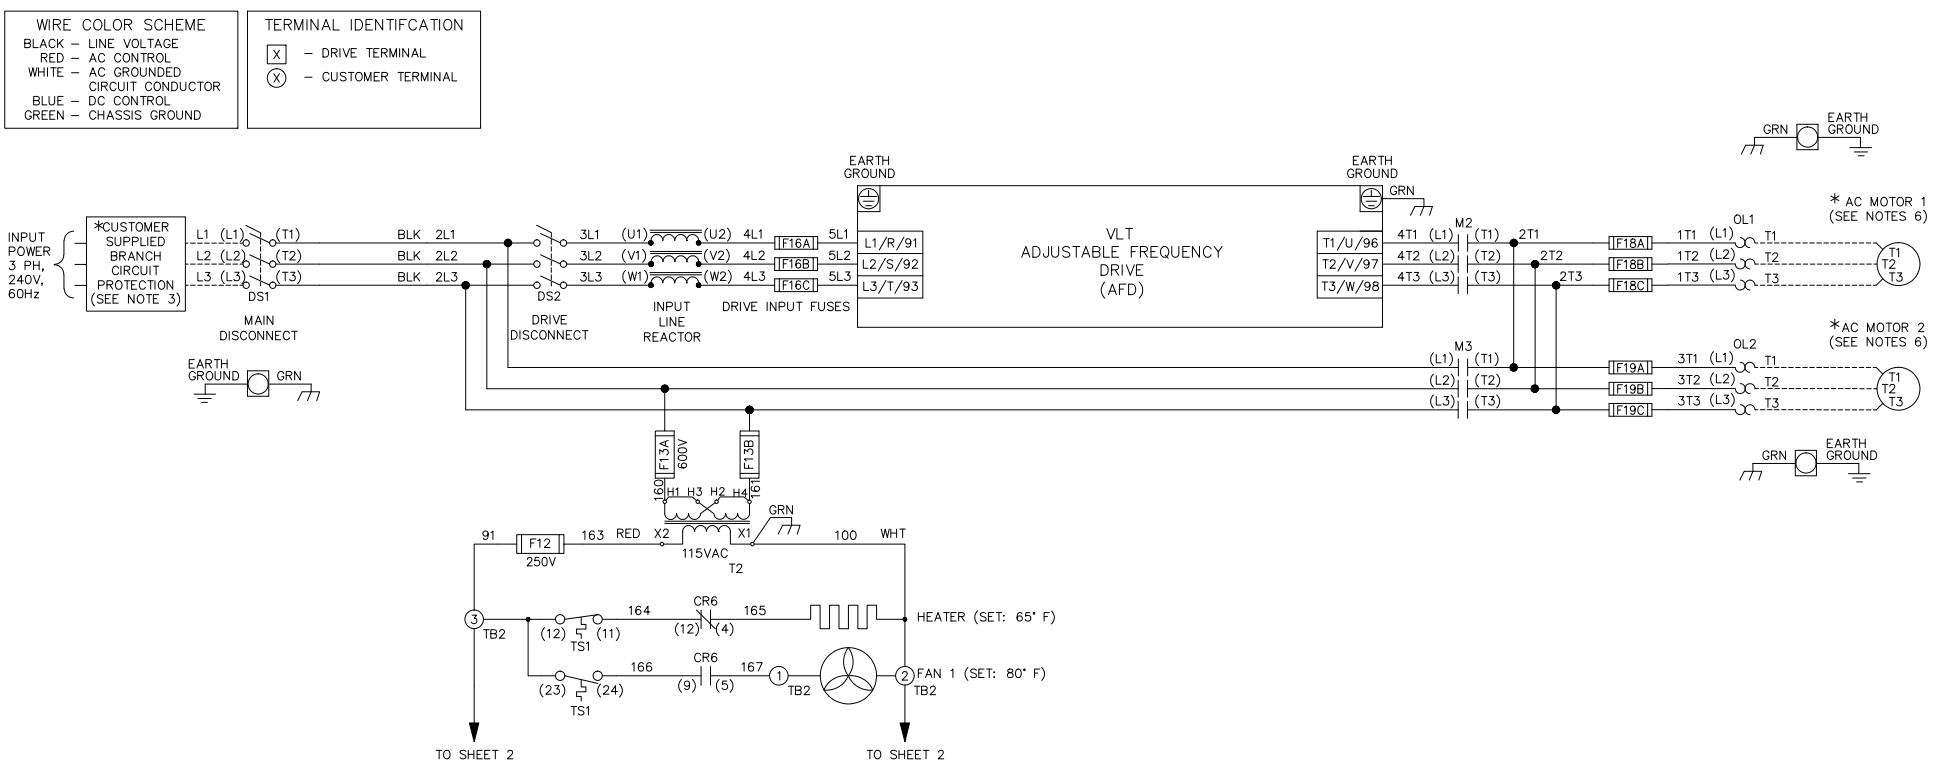 WIRE COLOR SCHEME
BLACK – LINE VOLTAGE
RED – AC CONTROL
WHITE – AC GROUNDED
CIRCUIT CONDUCTOR
BLUE – DC CONTROL
GREEN – CHASSIS GROUND
TERMINAL IDENTIFCATION
X – DRIVE TERMINAL
X – CUSTOMER TERMINAL
INPUT
POWER
3 PH,
240V,
60Hz
*CUSTOMER
SUPPLIED
BRANCH
CIRCUIT
PROTECTION
(SEE NOTE 3)
L1 (L1) (T1)
L2 (L2) (T2)
L3 (L3) (T3)
DS1
MAIN
DISCONNECT
EARTH
GROUND GRN
BLK 2L1
BLK 2L2
BLK 2L3
DS2
DRIVE
DISCONNECT
3L1 (U1) (U2) 4L1 F16A 5L1
3L2 (V1) (V2) 4L2 F16B 5L2
3L3 (W1) (W2) 4L3 F16C 5L3
INPUT
LINE
REACTOR
DRIVE INPUT FUSES
EARTH
GROUND
L1/R/91
L2/S/92
L3/T/93
VLT
ADJUSTABLE FREQUENCY
DRIVE
(AFD)
EARTH
GROUND
GRN
T1/U/96
T2/V/97
T3/W/98
M2
4T1 (L1) (T1) 2T1
4T2 (L2) (T2) 2T2
4T3 (L3) (T3) 2T3
F18A
F18B
F18C
OL1
1T1 (L1) T1
1T2 (L2) T2
1T3 (L3) T3
GRN
EARTH
GROUND
* AC MOTOR 1
(SEE NOTES 6)
T1
T2
T3
M3
(L1) (T1)
(L2) (T2)
(L3) (T3)
F19A
F19B
F19C
OL2
3T1 (L1) T1
3T2 (L2) T2
3T3 (L3) T3
* AC MOTOR 2
(SEE NOTES 6)
T1
T2
T3
GRN
EARTH
GROUND
F13A
600V
F13B
160
161
H1 H3 H2 H4
GRN
91 F12 163 RED X2 X1 100 WHT
250V
115VAC
T2
3
TB2
164 CR6 165
(12) (11) (12) (4)
TS1
HEATER (SET: 65° F)
166 CR6 167
(23) (24) (9) (5)
TS1
1
TB2
2
TB2
FAN 1 (SET: 80° F)
TO SHEET 2
TO SHEET 2